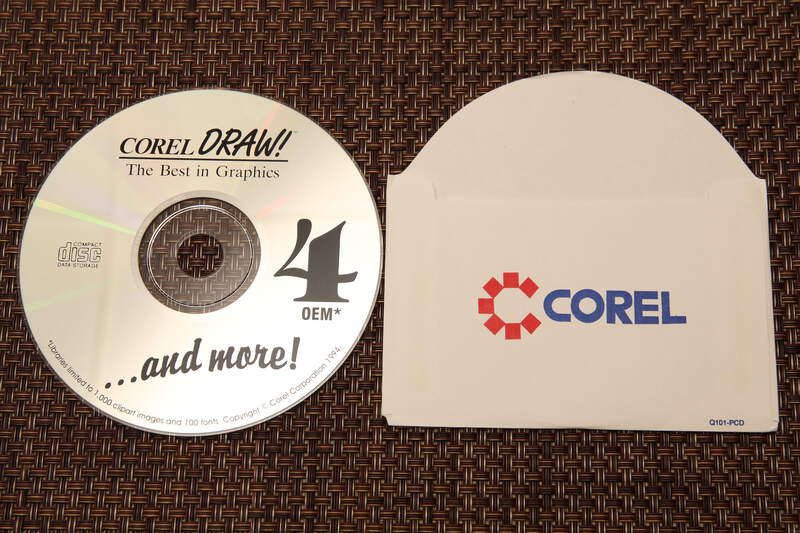 COREL DRAW!™
The Best in Graphics
COMPACT
disc
DATA STORAGE
4
OEM*
...and more!
*Libraries limited to 1,000 clipart images and 100 fonts. Copyright © Corel Corporation 1994.
COREL
Q101-PCD